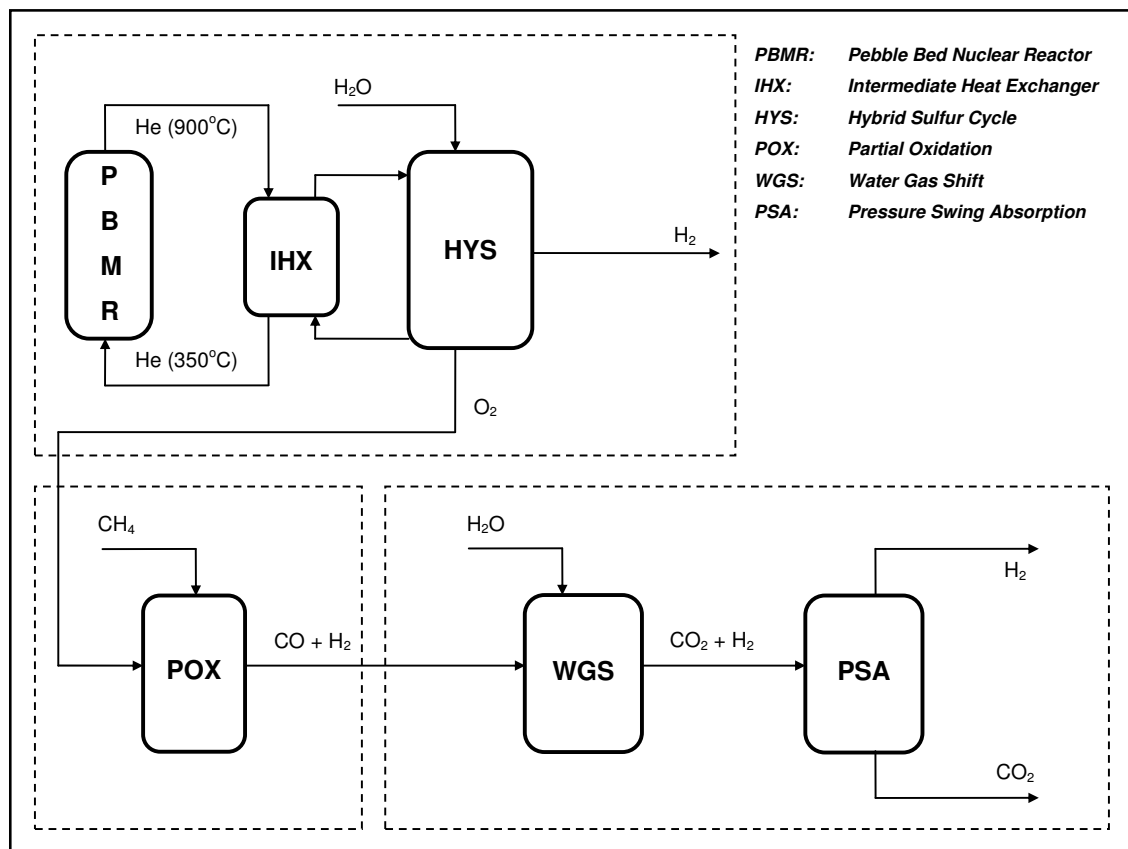 PBMR: Pebble Bed Nuclear Reactor
IHX: Intermediate Heat Exchanger
HYS: Hybrid Sulfur Cycle
POX: Partial Oxidation
WGS: Water Gas Shift
PSA: Pressure Swing Absorption
H₂O
He (900°C)
P
B
M
R
IHX
HYS
H₂
He (350°C)
O₂
CH₄
POX
CO + H₂
H₂O
WGS
CO₂ + H₂
PSA
H₂
CO₂